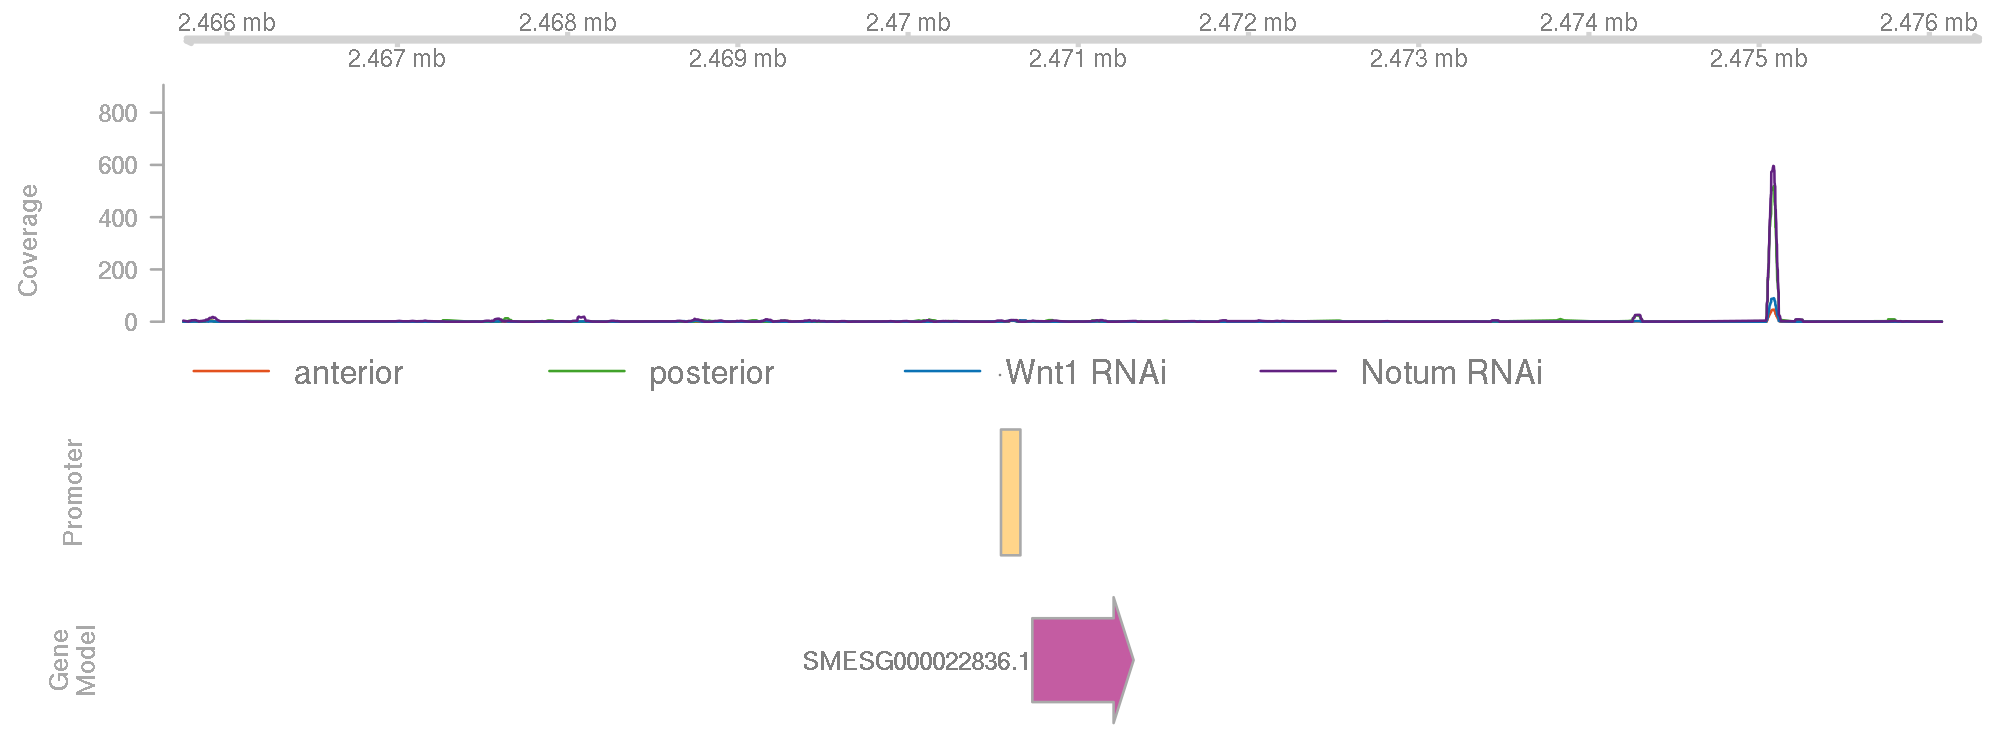 2.466 mb 2.468 mb 2.47 mb 2.472 mb 2.474 mb 2.476 mb
2.467 mb 2.469 mb 2.471 mb 2.473 mb 2.475 mb
Coverage
800
600
400
200
0
anterior posterior Wnt1 RNAi Notum RNAi
Promoter
Gene
Model
SMESG000022836.1